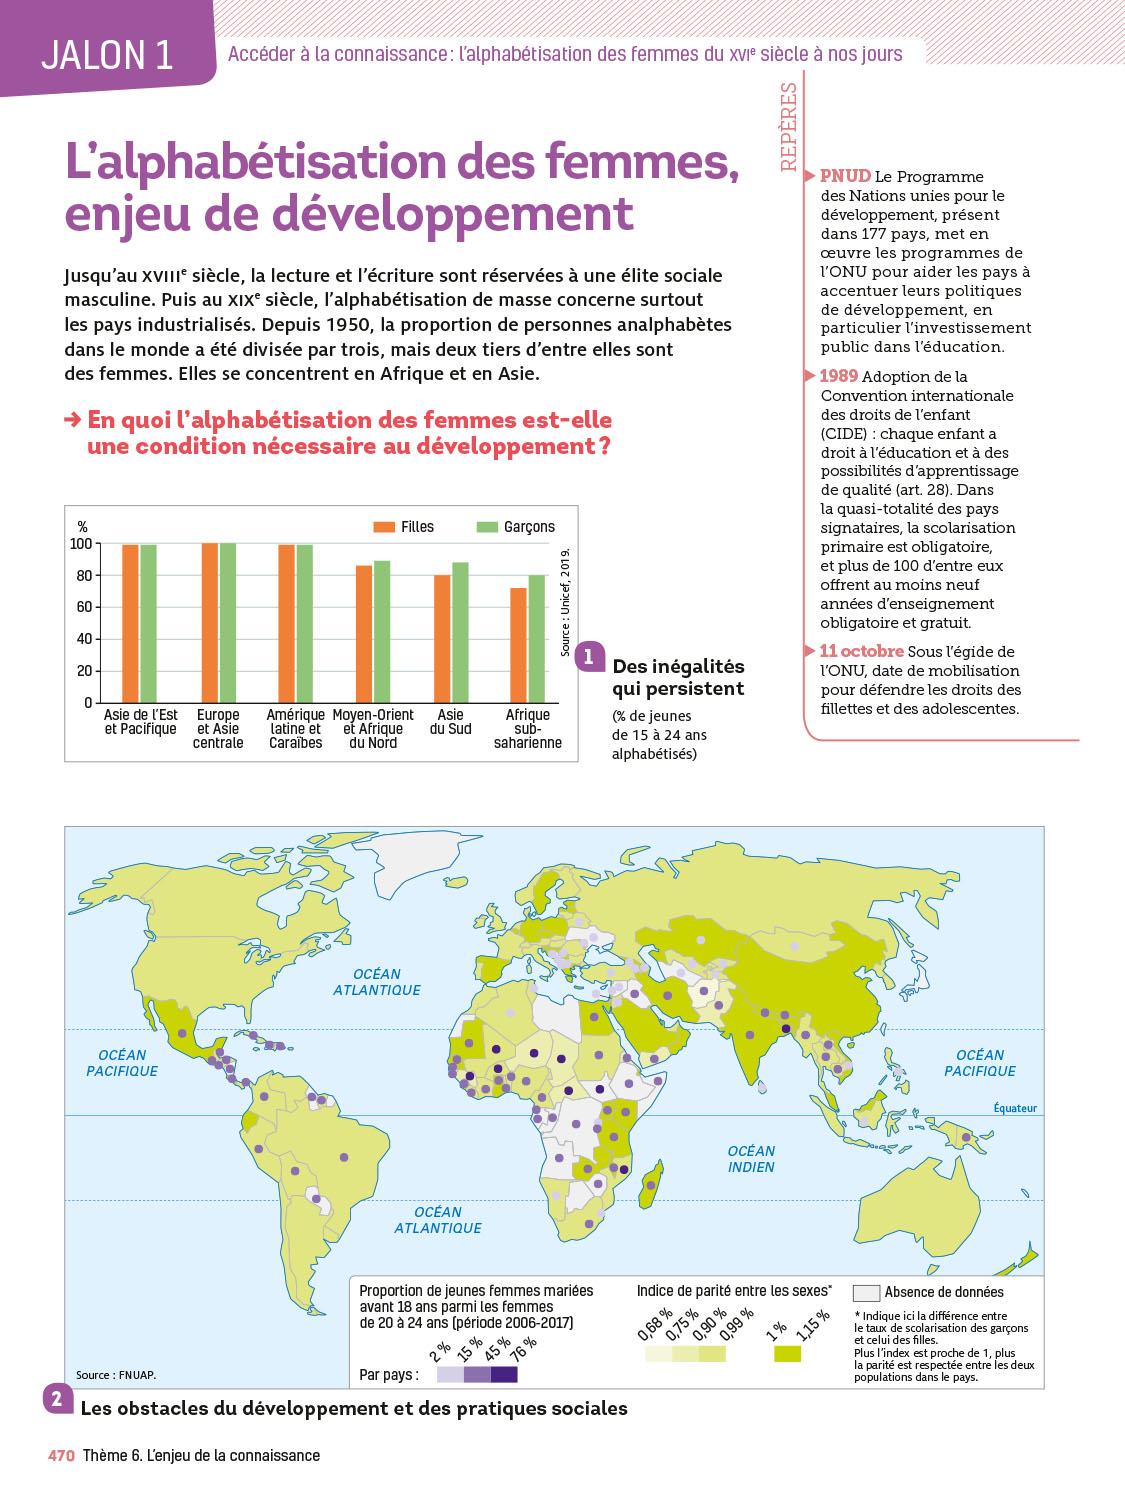 JALON 1
Accéder à la connaissance : l’alphabétisation des femmes du XVIe siècle à nos jours
L’alphabétisation des femmes,
enjeu de développement
Jusqu’au XVIIIe siècle, la lecture et l’écriture sont réservées à une élite sociale
masculine. Puis au XIXe siècle, l’alphabétisation de masse concerne surtout
les pays industrialisés. Depuis 1950, la proportion de personnes analphabètes
dans le monde a été divisée par trois, mais deux tiers d’entre elles sont
des femmes. Elles se concentrent en Afrique et en Asie.
→ En quoi l’alphabétisation des femmes est-elle
une condition nécessaire au développement ?
REPÈRES
PNUD Le Programme
des Nations unies pour le
développement, présent
dans 177 pays, met en
œuvre les programmes de
l’ONU pour aider les pays à
accentuer leurs politiques
de développement, en
particulier l’investissement
public dans l’éducation.
1989 Adoption de la
Convention internationale
des droits de l’enfant
(CIDE) : chaque enfant a
droit à l’éducation et à des
possibilités d’apprentissage
de qualité (art. 28). Dans
la quasi-totalité des pays
signataires, la scolarisation
primaire est obligatoire,
et plus de 100 d’entre eux
offrent au moins neuf
années d’enseignement
obligatoire et gratuit.
11 octobre Sous l’égide de
l’ONU, date de mobilisation
pour défendre les droits des
fillettes et des adolescentes.
%
Filles
Garçons
100
80
60
40
20
0
Asie de l’Est
et Pacifique
Europe
et Asie
centrale
Amérique
latine et
Caraïbes
Moyen-Orient
et Afrique
du Nord
Asie
du Sud
Afrique
sub-
saharienne
Source : Unicef, 2019.
1
Des inégalités
qui persistent
(% de jeunes
de 15 à 24 ans
alphabétisés)
OCÉAN
ATLANTIQUE
OCÉAN
PACIFIQUE
OCÉAN
PACIFIQUE
Équateur
OCÉAN
INDIEN
OCÉAN
ATLANTIQUE
Proportion de jeunes femmes mariées
avant 18 ans parmi les femmes
de 20 à 24 ans (période 2006-2017)
2 %
15 %
45 %
76 %
Par pays :
Indice de parité entre les sexes*
0,68 %
0,75 %
0,90 %
0,99 %
1 %
1,15 %
Absence de données
* Indique ici la différence entre
le taux de scolarisation des garçons
et celui des filles.
Plus l’index est proche de 1, plus
la parité est respectée entre les deux
populations dans le pays.
Source : FNUAP.
2
Les obstacles du développement et des pratiques sociales
470 Thème 6. L’enjeu de la connaissance